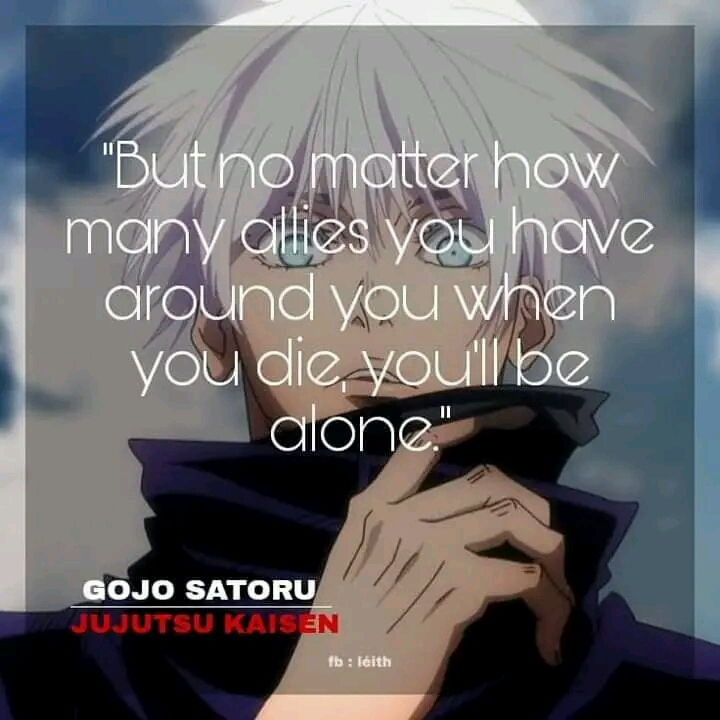 "But no matter how
many allies you have
around you when
you die, you'll be
alone."
GOJO SATORU
JUJUTSU KAISEN
fb : léith